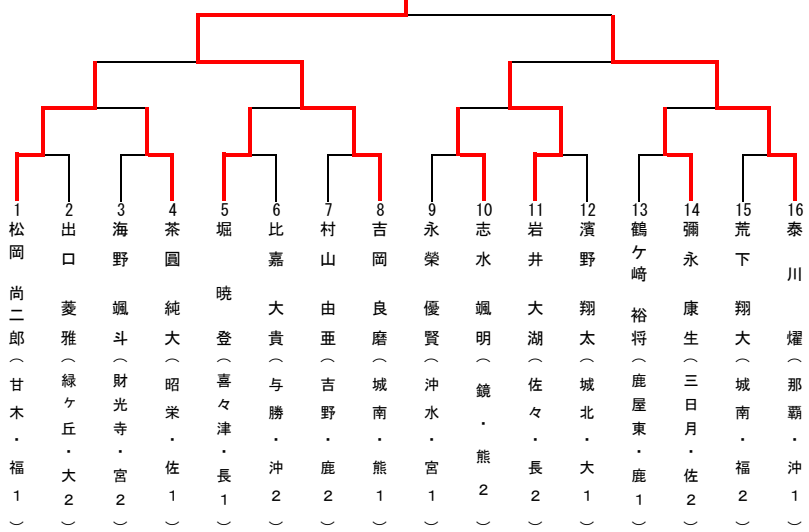 1 松岡 尚二郎（甘木・福1）
2 出口 菱雅（緑ケ丘・大2）
3 海野 颯斗（財光寺・宮2）
4 茶圓 純大（昭栄・佐1）
5 堀 暁登（喜々津・長1）
6 比嘉 大貴（与勝・沖2）
7 村山 由亜（吉野・鹿2）
8 吉岡 良磨（城南・熊1）
9 永榮 優賢（沖水・宮1）
10 志水 颯明（鏡・熊2）
11 岩井 大湖（佐々・長2）
12 濱野 翔太（城北・大1）
13 鶴ケ﨑 裕将（鹿屋東・鹿1）
14 彌永 康生（三日月・佐2）
15 荒下 翔大（城南・福2）
16 泰川 燿（那覇・沖1）